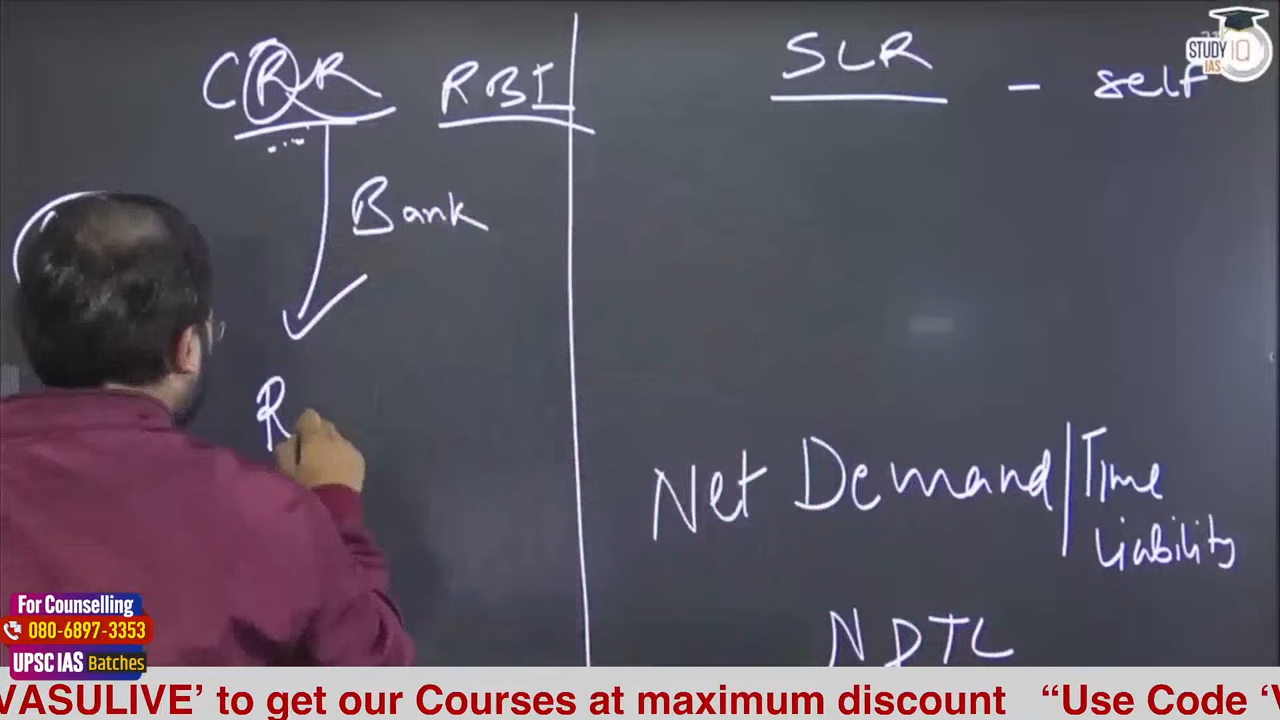 CRR RBI
Bank
R
SLR - self
Net Demand/Time
Liability
NDTL
STUDY IQ
IAS
For Counselling
080-6897-3353
UPSC IAS Batches
VASULIVE’ to get our Courses at maximum discount “Use Code ‘V